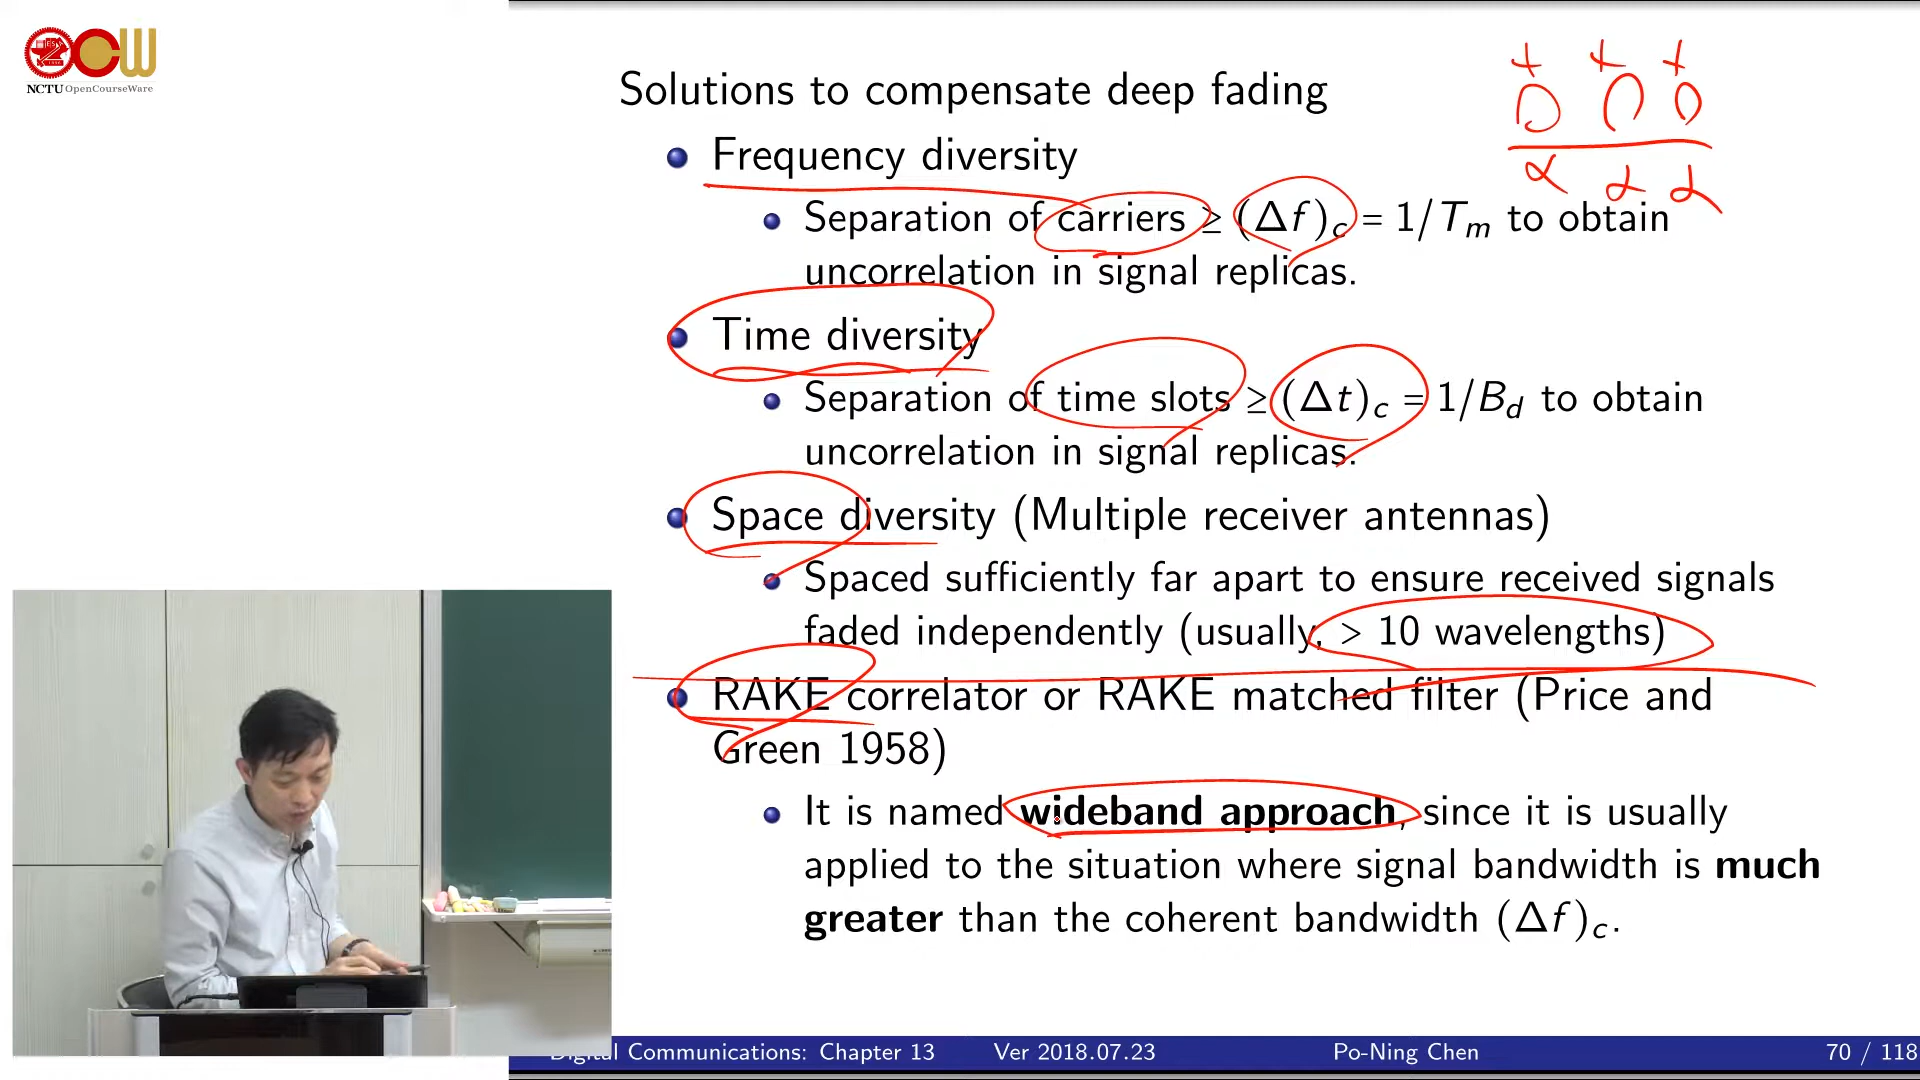 NCTU OpenCourseWare
Solutions to compensate deep fading
Frequency diversity
Separation of carriers ≥ (Δf)c = 1/Tm to obtain
uncorrelation in signal replicas.
Time diversity
Separation of time slots ≥ (Δt)c = 1/Bd to obtain
uncorrelation in signal replicas.
Space diversity (Multiple receiver antennas)
Spaced sufficiently far apart to ensure received signals
faded independently (usually, > 10 wavelengths)
RAKE correlator or RAKE matched filter (Price and
Green 1958)
It is named wideband approach, since it is usually
applied to the situation where signal bandwidth is much
greater than the coherent bandwidth (Δf)c.
Digital Communications: Chapter 13 Ver 2018.07.23 Po-Ning Chen 70 / 118